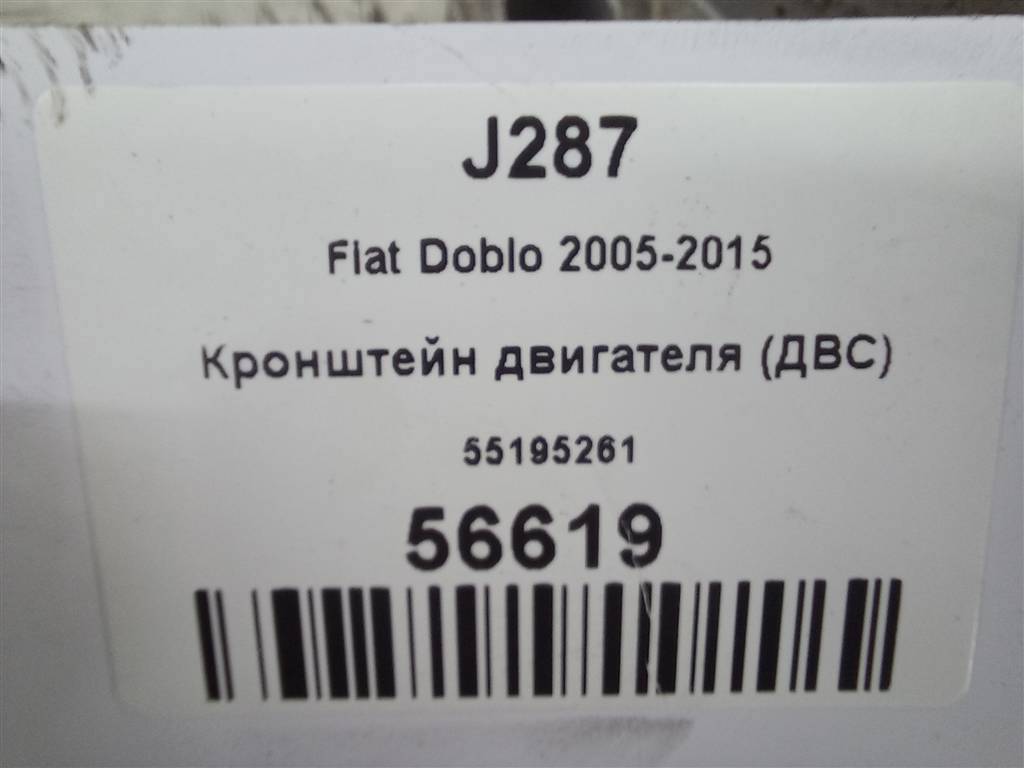 J287
Fiat Doblo 2005-2015
Кронштейн двигателя (ДВС)
55195261
56619